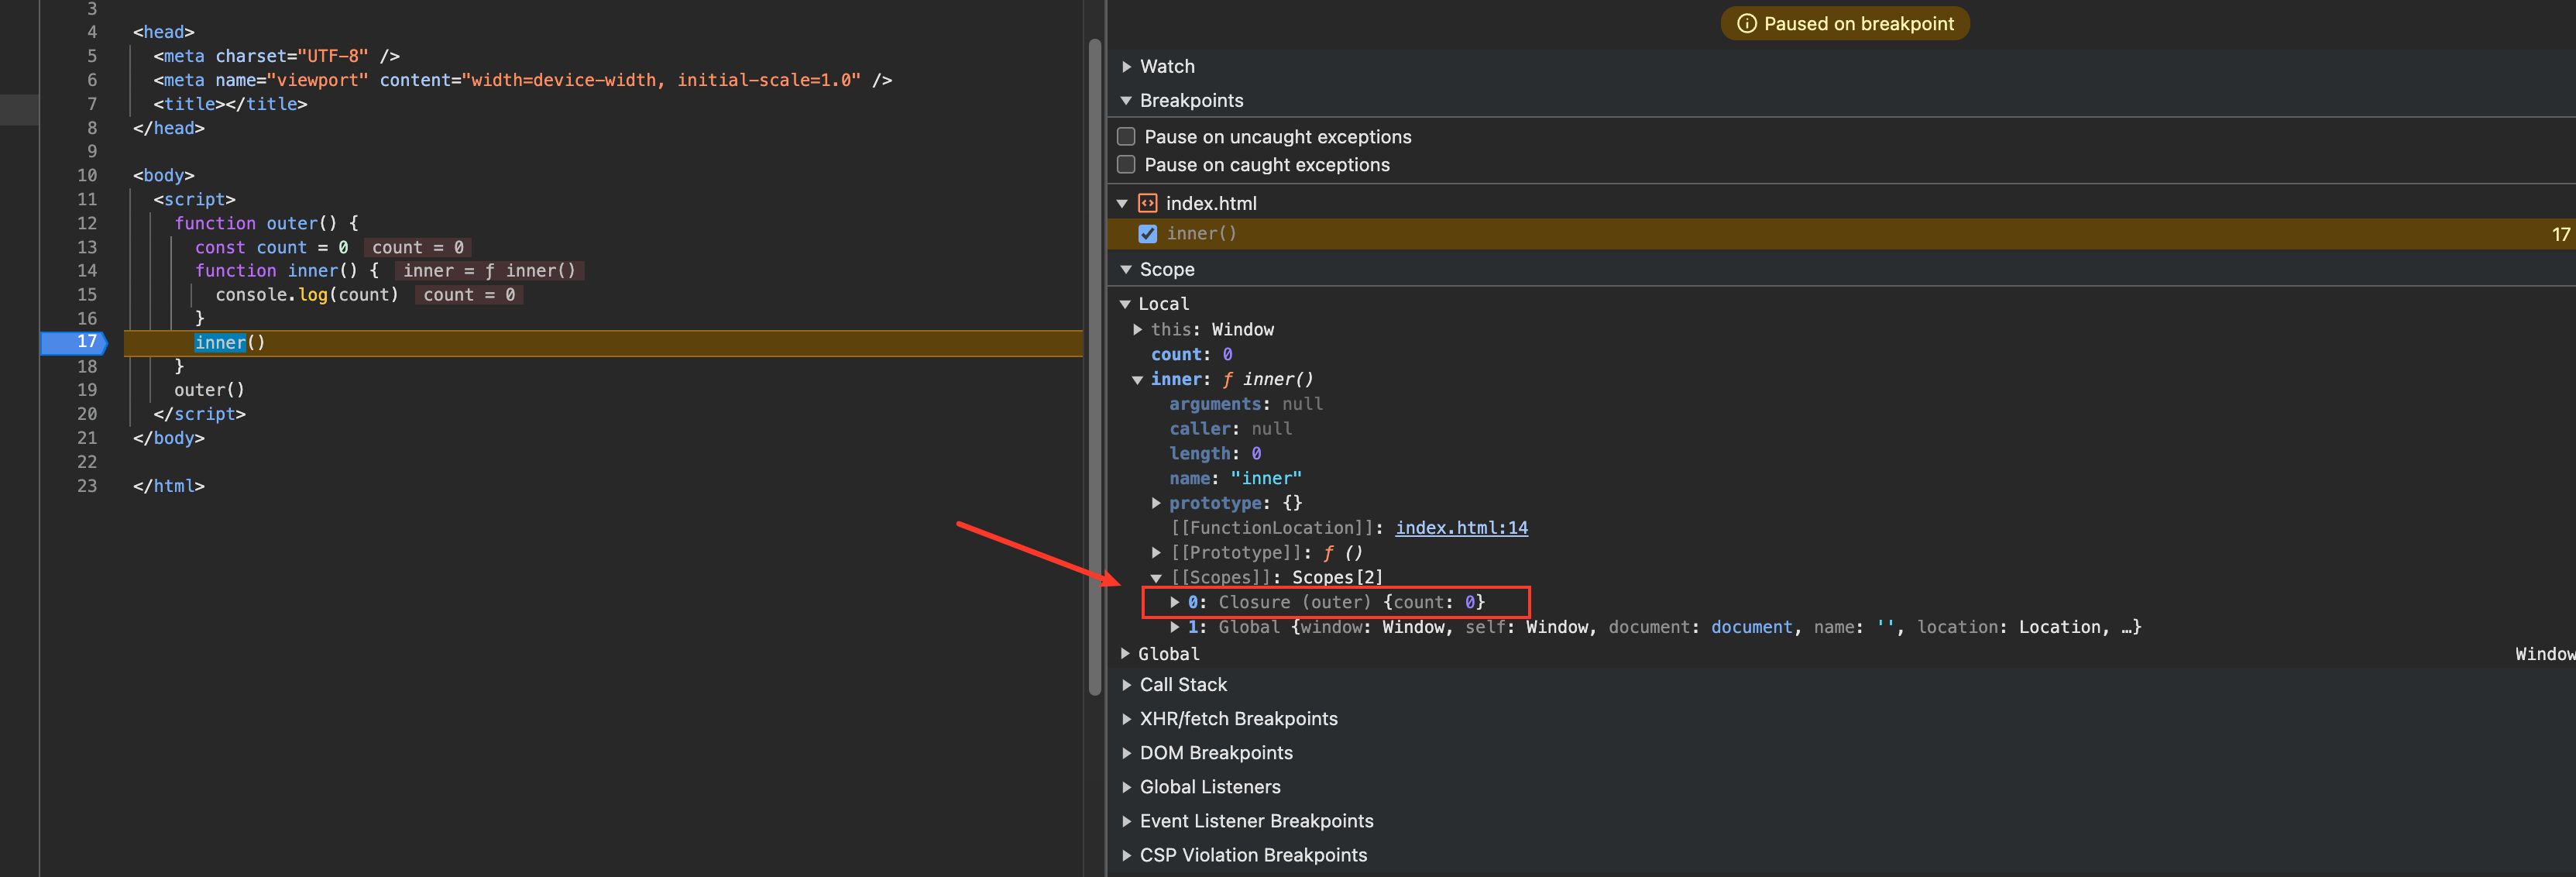 3
4 <head>
5 <meta charset="UTF-8" />
6 <meta name="viewport" content="width=device-width, initial-scale=1.0" />
7 <title></title>
8 </head>
9
10 <body>
11 <script>
12 function outer() {
13 const count = 0 count = 0
14 function inner() { inner = ƒ inner()
15 console.log(count) count = 0
16 }
17 inner()
18 }
19 outer()
20 </script>
21 </body>
22
23 </html>
Paused on breakpoint
Watch
Breakpoints
Pause on uncaught exceptions
Pause on caught exceptions
index.html
inner() 17
Scope
Local
this: Window
count: 0
inner: ƒ inner()
arguments: null
caller: null
length: 0
name: "inner"
prototype: {}
[[FunctionLocation]]: index.html:14
[[Prototype]]: ƒ ()
[[Scopes]]: Scopes[2]
0: Closure (outer) {count: 0}
1: Global {window: Window, self: Window, document: document, name: '', location: Location, …}
Global Window
Call Stack
XHR/fetch Breakpoints
DOM Breakpoints
Global Listeners
Event Listener Breakpoints
CSP Violation Breakpoints